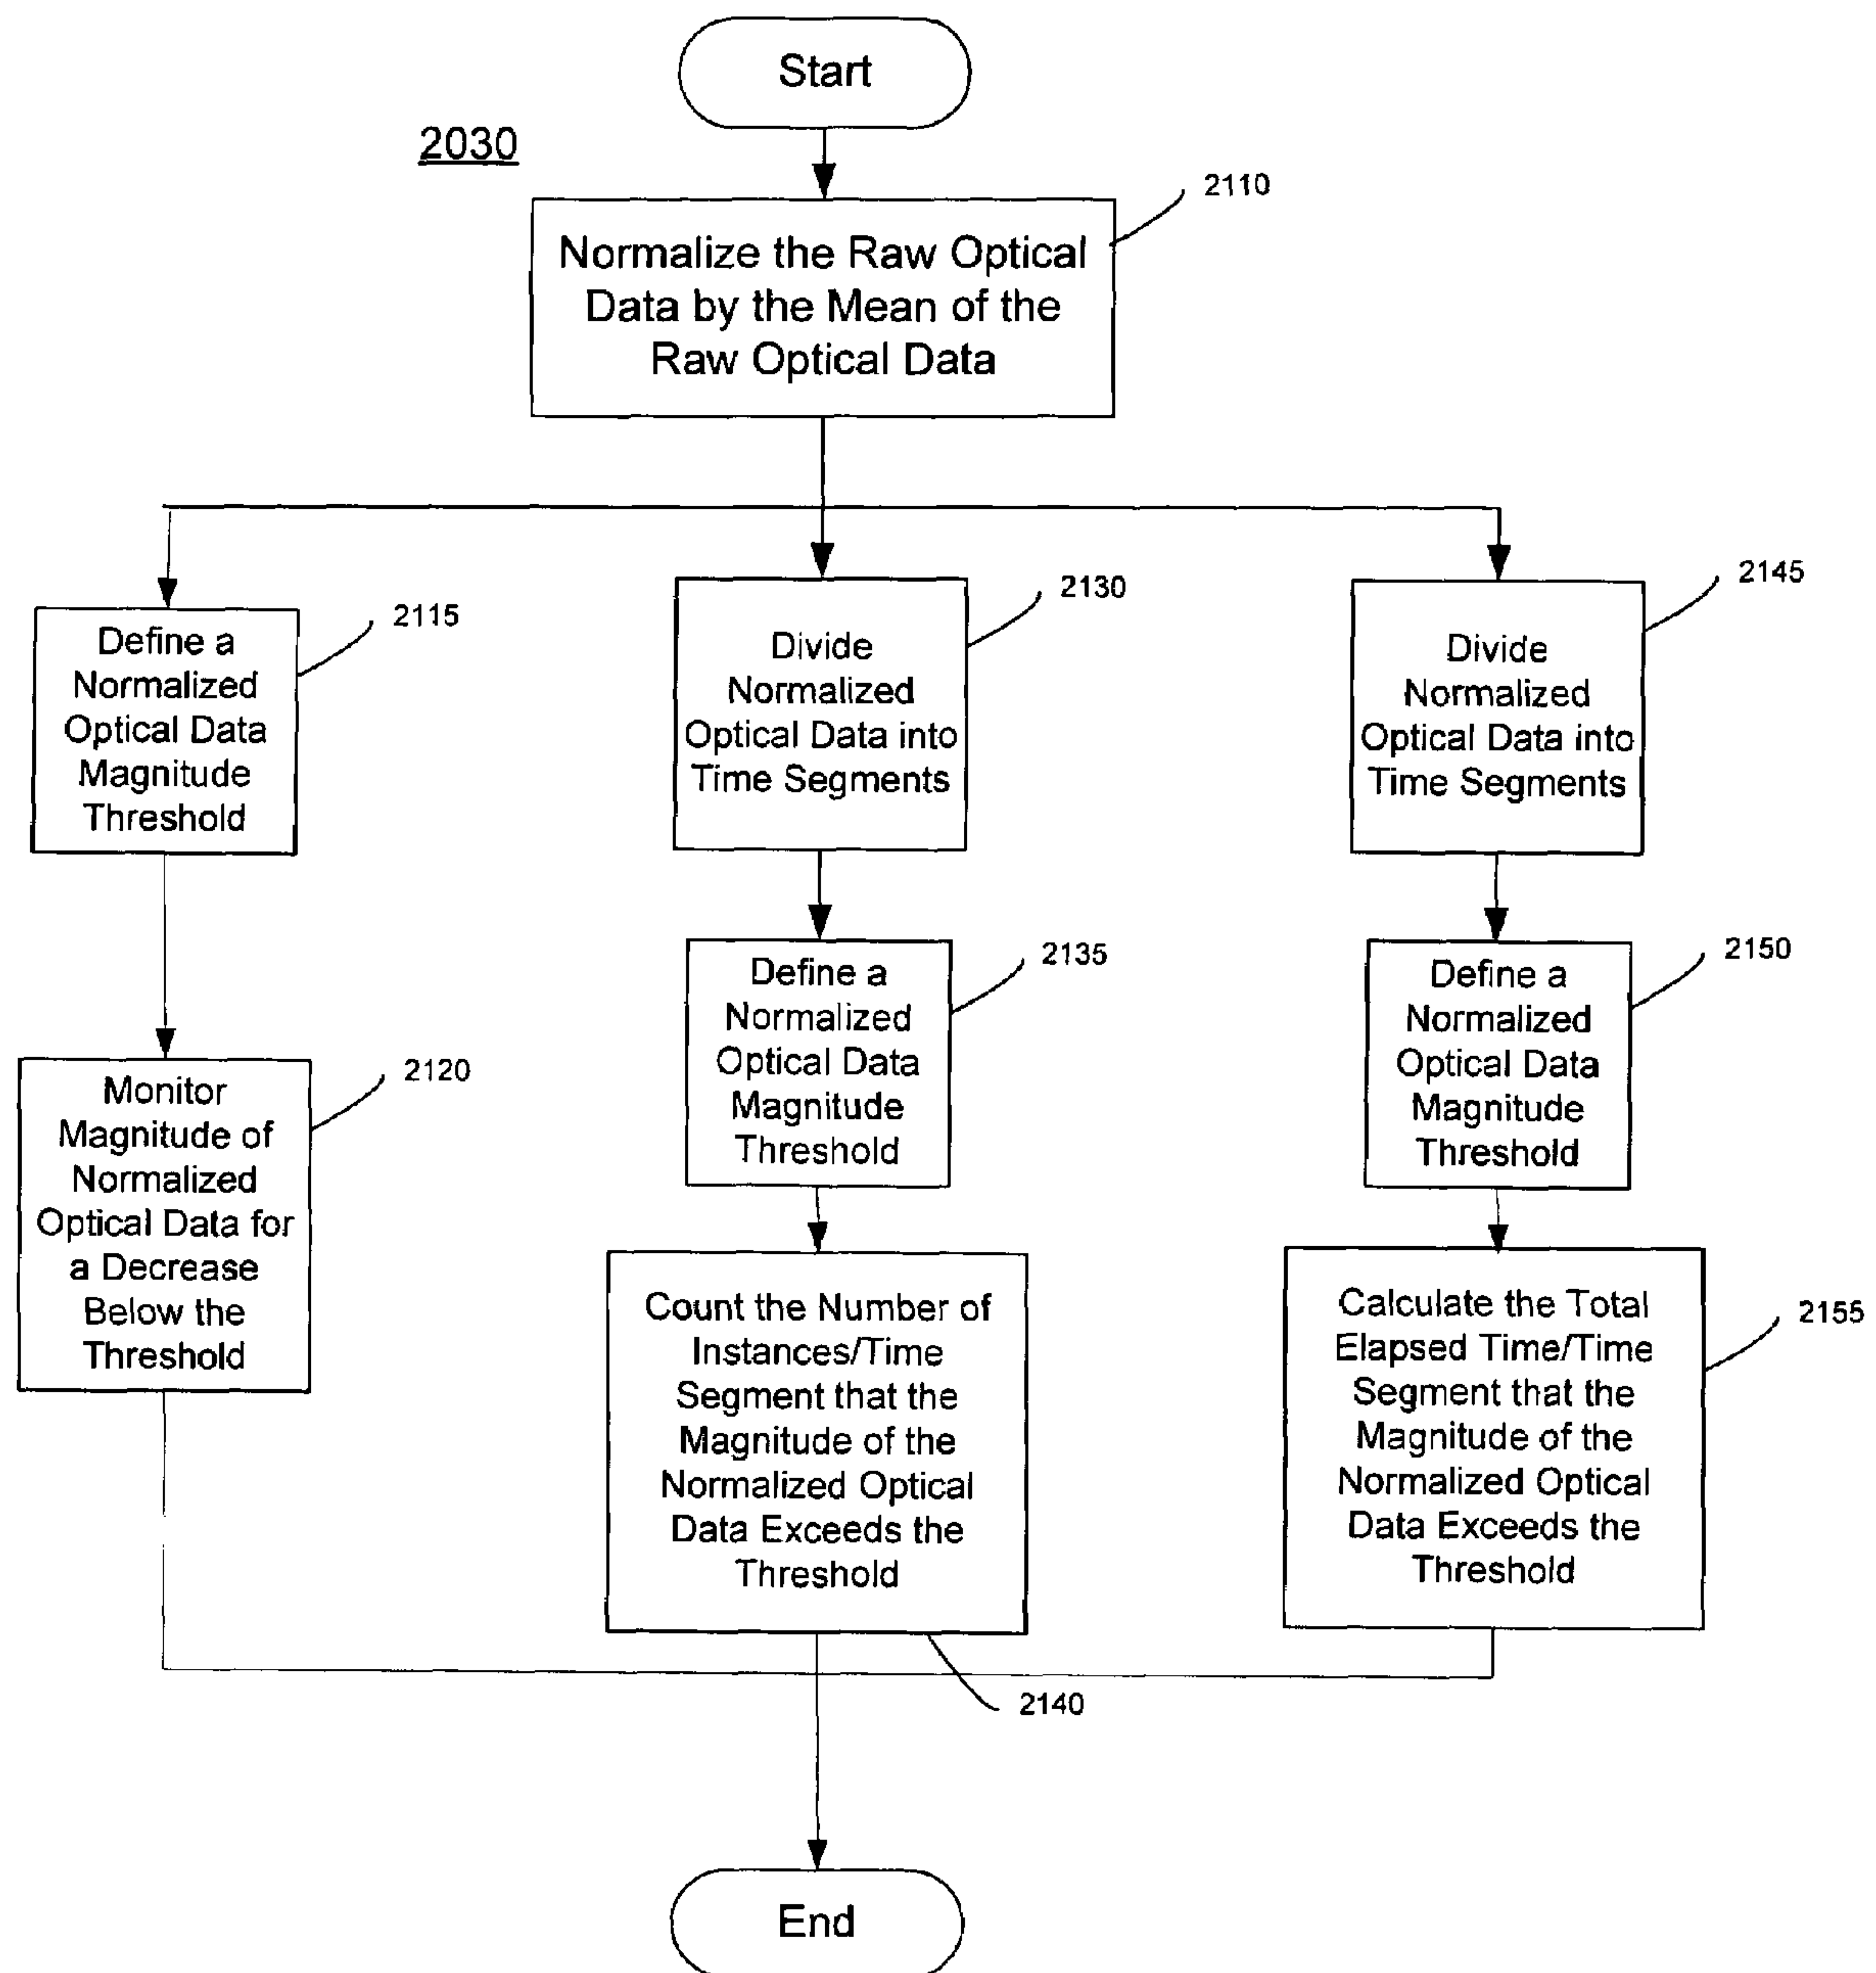 Start
2030
2110
Normalize the Raw Optical
Data by the Mean of the
Raw Optical Data
2115
Define a
Normalized
Optical Data
Magnitude
Threshold
2120
Monitor
Magnitude of
Normalized
Optical Data for
a Decrease
Below the
Threshold
2130
Divide
Normalized
Optical Data into
Time Segments
2135
Define a
Normalized
Optical Data
Magnitude
Threshold
Count the Number of
Instances/Time
Segment that the
Magnitude of the
Normalized Optical
Data Exceeds the
Threshold
2140
2145
Divide
Normalized
Optical Data into
Time Segments
2150
Define a
Normalized
Optical Data
Magnitude
Threshold
2155
Calculate the Total
Elapsed Time/Time
Segment that the
Magnitude of the
Normalized Optical
Data Exceeds the
Threshold
End